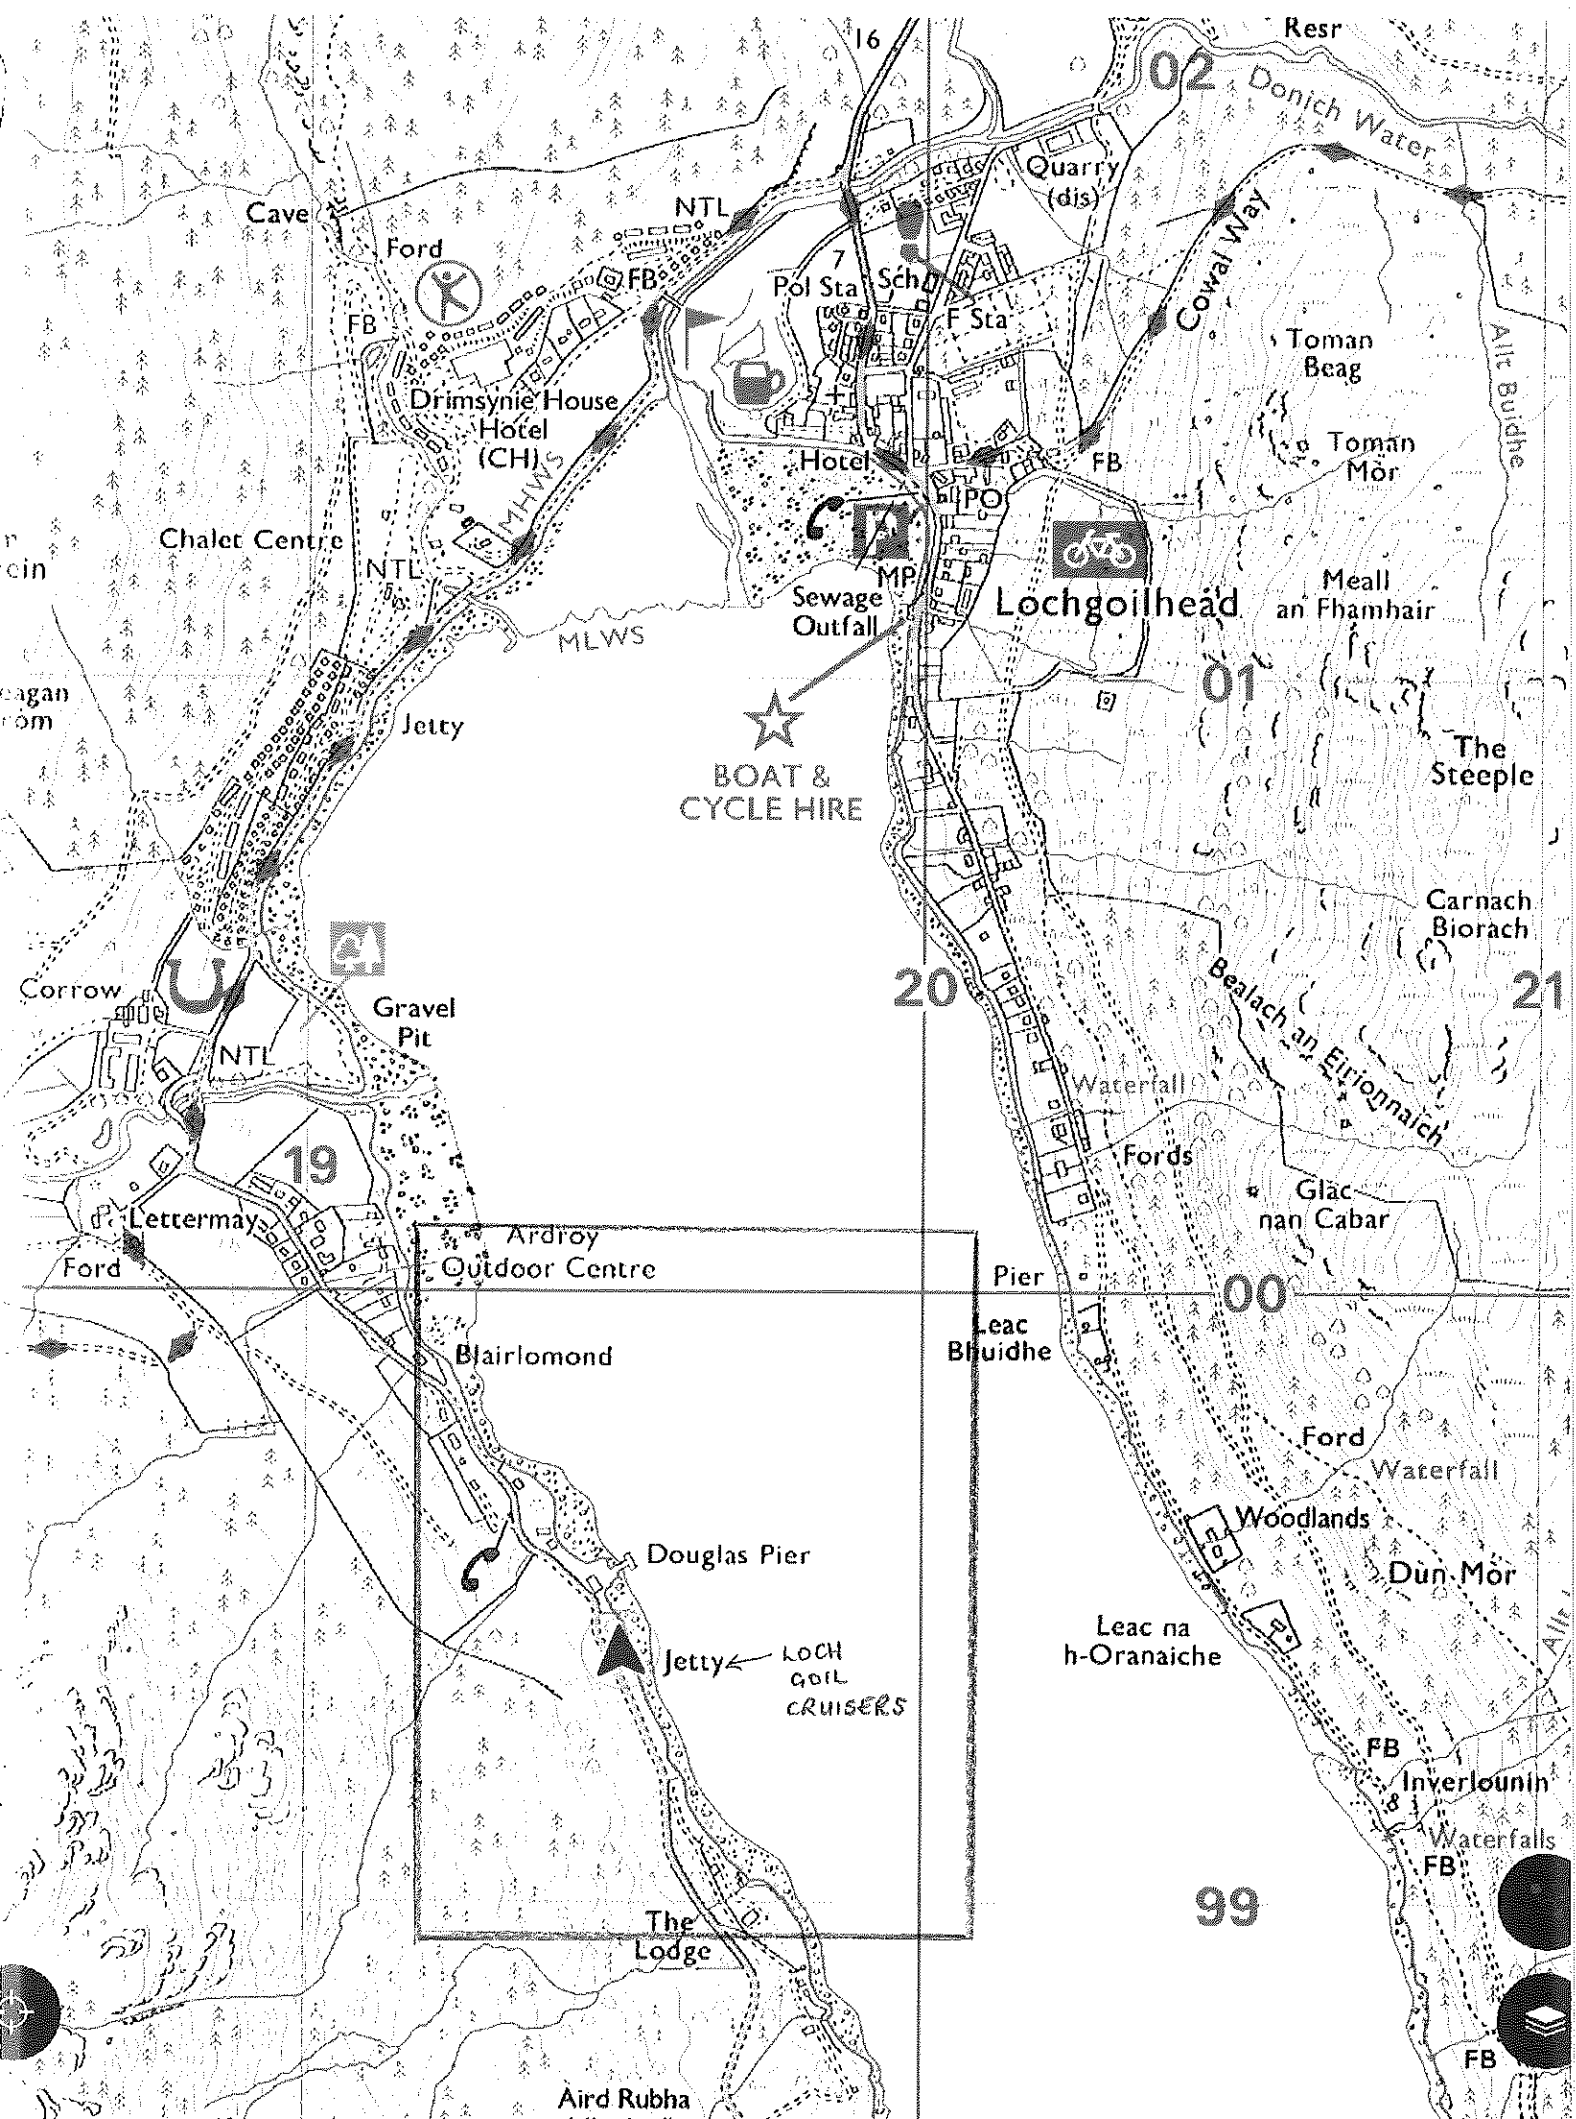 16
Resr
02
Donich Water
Quarry
(dis)
Cave
NTL
Ford
FB
7
Pol Sta
Sch
F Sta
Cowal Way
Allt Buidhe
FB
Toman
Beag
Drimsynie House
Hotel
(CH)
MHWS
Hotel
FB
Toman
Mòr
PO
Chalet Centre
NTL
MP
Sewage
Outfall
Lochgoilhead
Meall
an Fhamhair
MLWS
01
Jetty
The
Steeple
BOAT &
CYCLE HIRE
Carnach
Biorach
Corrow
20
21
Bealach an Eirionnaich
Gravel
Pit
NTL
Waterfall
19
Fords
Glac
nan Cabar
Lettermay
Ardroy
Outdoor Centre
Ford
Pier
00
Leac
Bhuidhe
Blairlomond
Ford
Waterfall
Woodlands
Douglas Pier
Dùn Mòr
Leac na
h-Oranaiche
Jetty ← LOCH
GOIL
CRUISERS
FB
Inverlounin
Waterfalls
FB
99
The
Lodge
FB
Aird Rubha